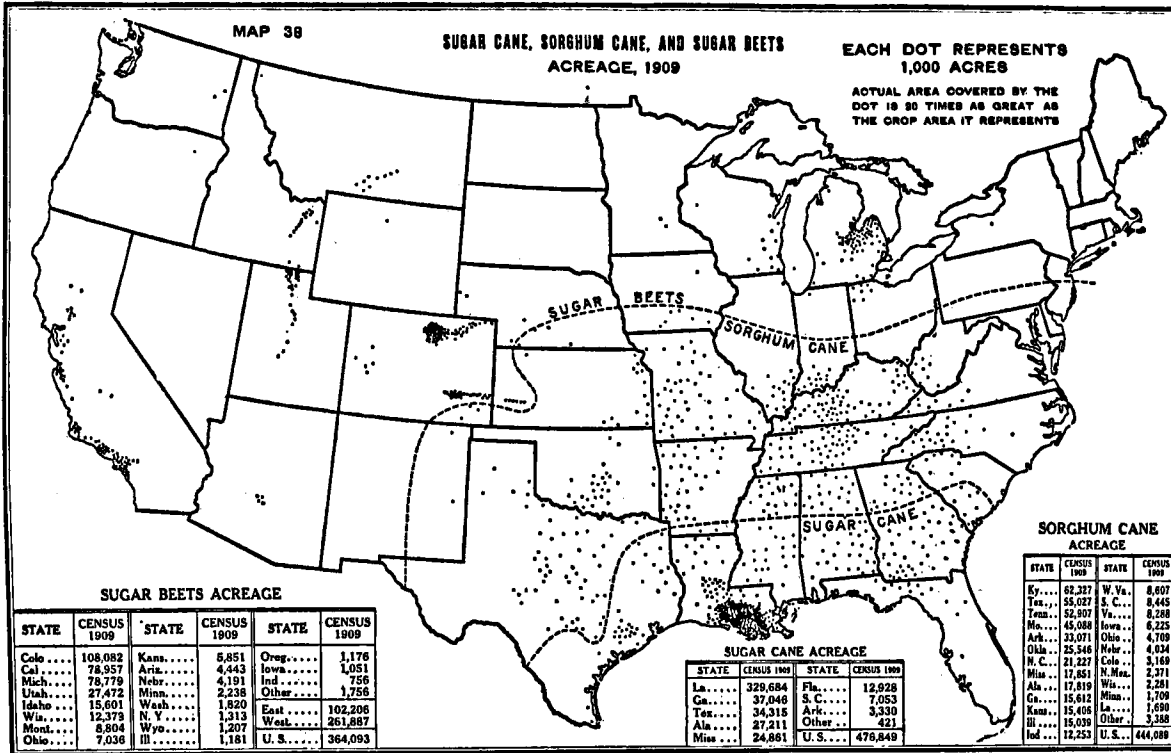 MAP 38
SUGAR CANE, SORGHUM CANE, AND SUGAR BEETS
ACREAGE, 1909
EACH DOT REPRESENTS
1,000 ACRES
ACTUAL AREA COVERED BY THE
DOT IS 90 TIMES AS GREAT AS
THE CROP AREA IT REPRESENTS
SUGAR BEETS
SORGHUM CANE
SUGAR CANE
SUGAR BEETS ACREAGE
STATE CENSUS 1909 STATE CENSUS 1909 STATE CENSUS 1909
Colo.... 108,082 Kans..... 5,851 Oreg..... 1,176
Cal..... 78,957 Ariz..... 4,443 Iowa..... 1,051
Mich.... 78,779 Nebr..... 4,191 Ind..... 756
Utah.... 27,472 Minn..... 2,238 Other.... 1,756
Idaho.... 15,601 Wash..... 1,820 East..... 102,206
Wis..... 12,379 N. Y..... 1,313 West.... 261,887
Mont.... 8,804 Wyo..... 1,207
Ohio.... 7,036 Ill..... 1,181 U. S..... 364,093
SUGAR CANE ACREAGE
STATE CENSUS 1909 STATE CENSUS 1909
La..... 329,684 Fla..... 12,928
Ga..... 37,046 S. C..... 7,053
Tex..... 34,315 Ark..... 3,330
Ala..... 27,211 Other.... 421
Miss.... 24,861 U. S..... 476,849
SORGHUM CANE
ACREAGE
STATE CENSUS 1909 STATE CENSUS 1909
Ky.... 62,327 W. Va. 8,607
Tex... 55,027 S. C... 8,445
Tenn.. 52,907 Va.... 8,288
Mo.... 45,088 Iowa.. 6,225
Ark... 33,071 Ohio.. 4,709
Okla.. 25,546 Nebr.. 4,034
N. C... 21,227 Colo.. 3,169
Miss.. 17,851 N. Mex. 2,371
Ala... 17,819 Wis... 2,281
Ga.... 15,612 Minn.. 1,709
Kans.. 15,406 La.... 1,690
Ill... 15,039 Other. 3,388
Ind... 12,253 U. S...